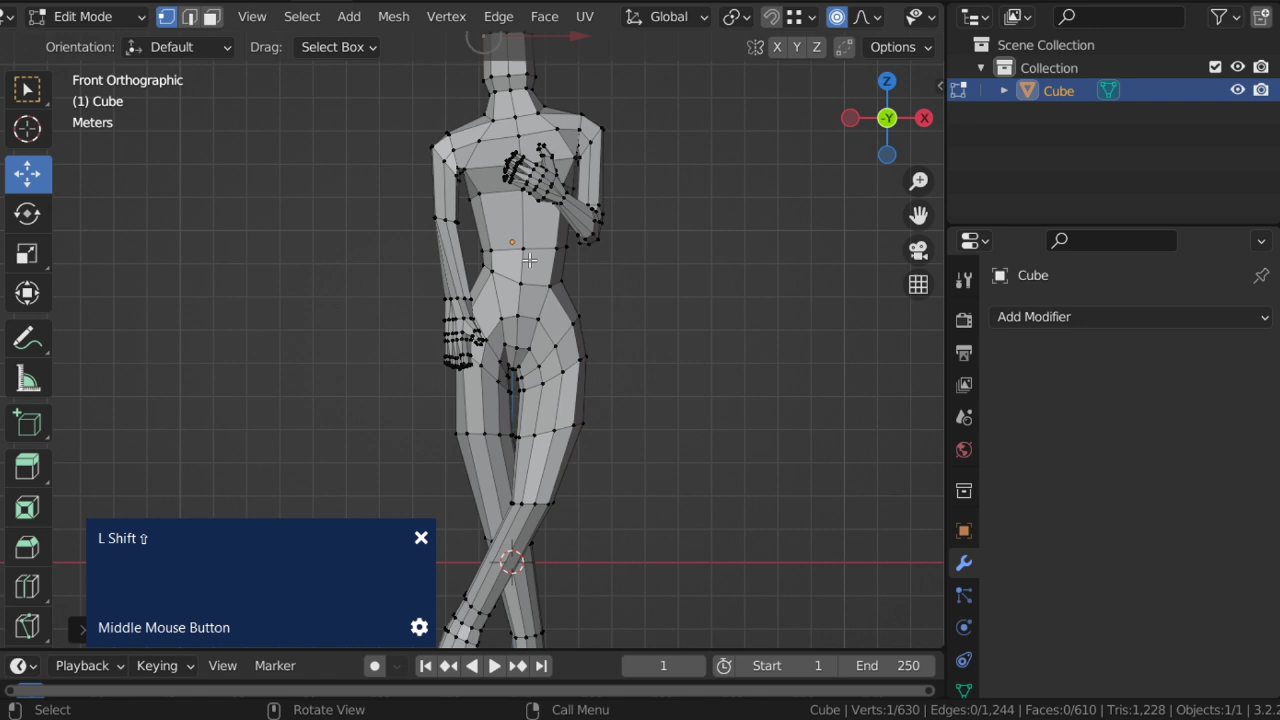 Edit Mode View Select Add Mesh Vertex Edge Face UV Global
Orientation: Default Drag: Select Box X Y Z Options
Front Orthographic
(1) Cube
Meters
Z
-Y X
Scene Collection
Collection
Cube
Cube
Add Modifier
L Shift ⇧
Middle Mouse Button
Playback Keying View Marker 1 Start 1 End 250
Select Rotate View Call Menu Cube | Verts:1/630 | Edges:0/1,244 | Faces:0/610 | Tris:1,228 | Objects:1/1 | 3.2.